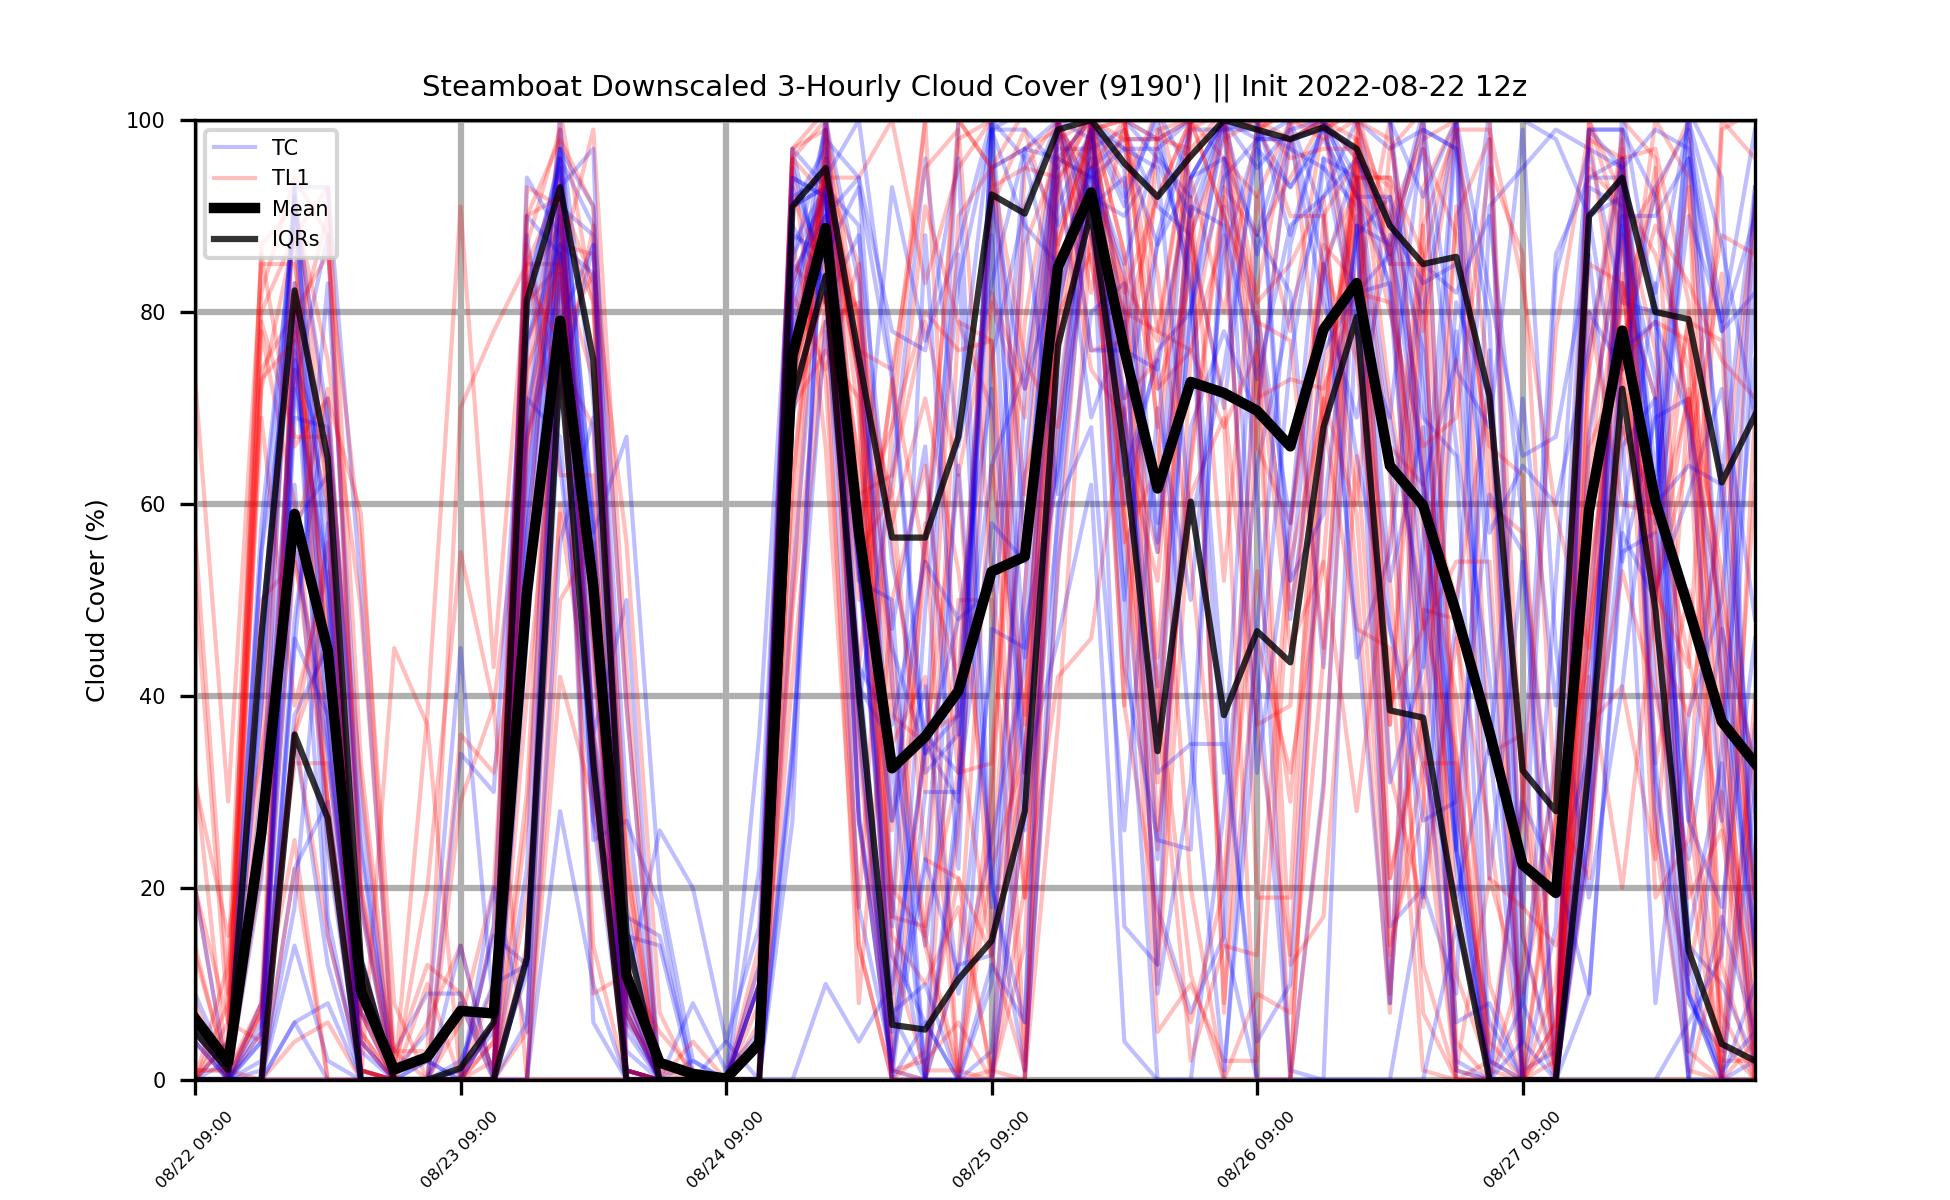 Steamboat Downscaled 3-Hourly Cloud Cover (9190') || Init 2022-08-22 12z
TC
TL1
Mean
IQRs
Cloud Cover (%)
100
80
60
40
20
0
08/22 09:00
08/23 09:00
08/24 09:00
08/25 09:00
08/26 09:00
08/27 09:00